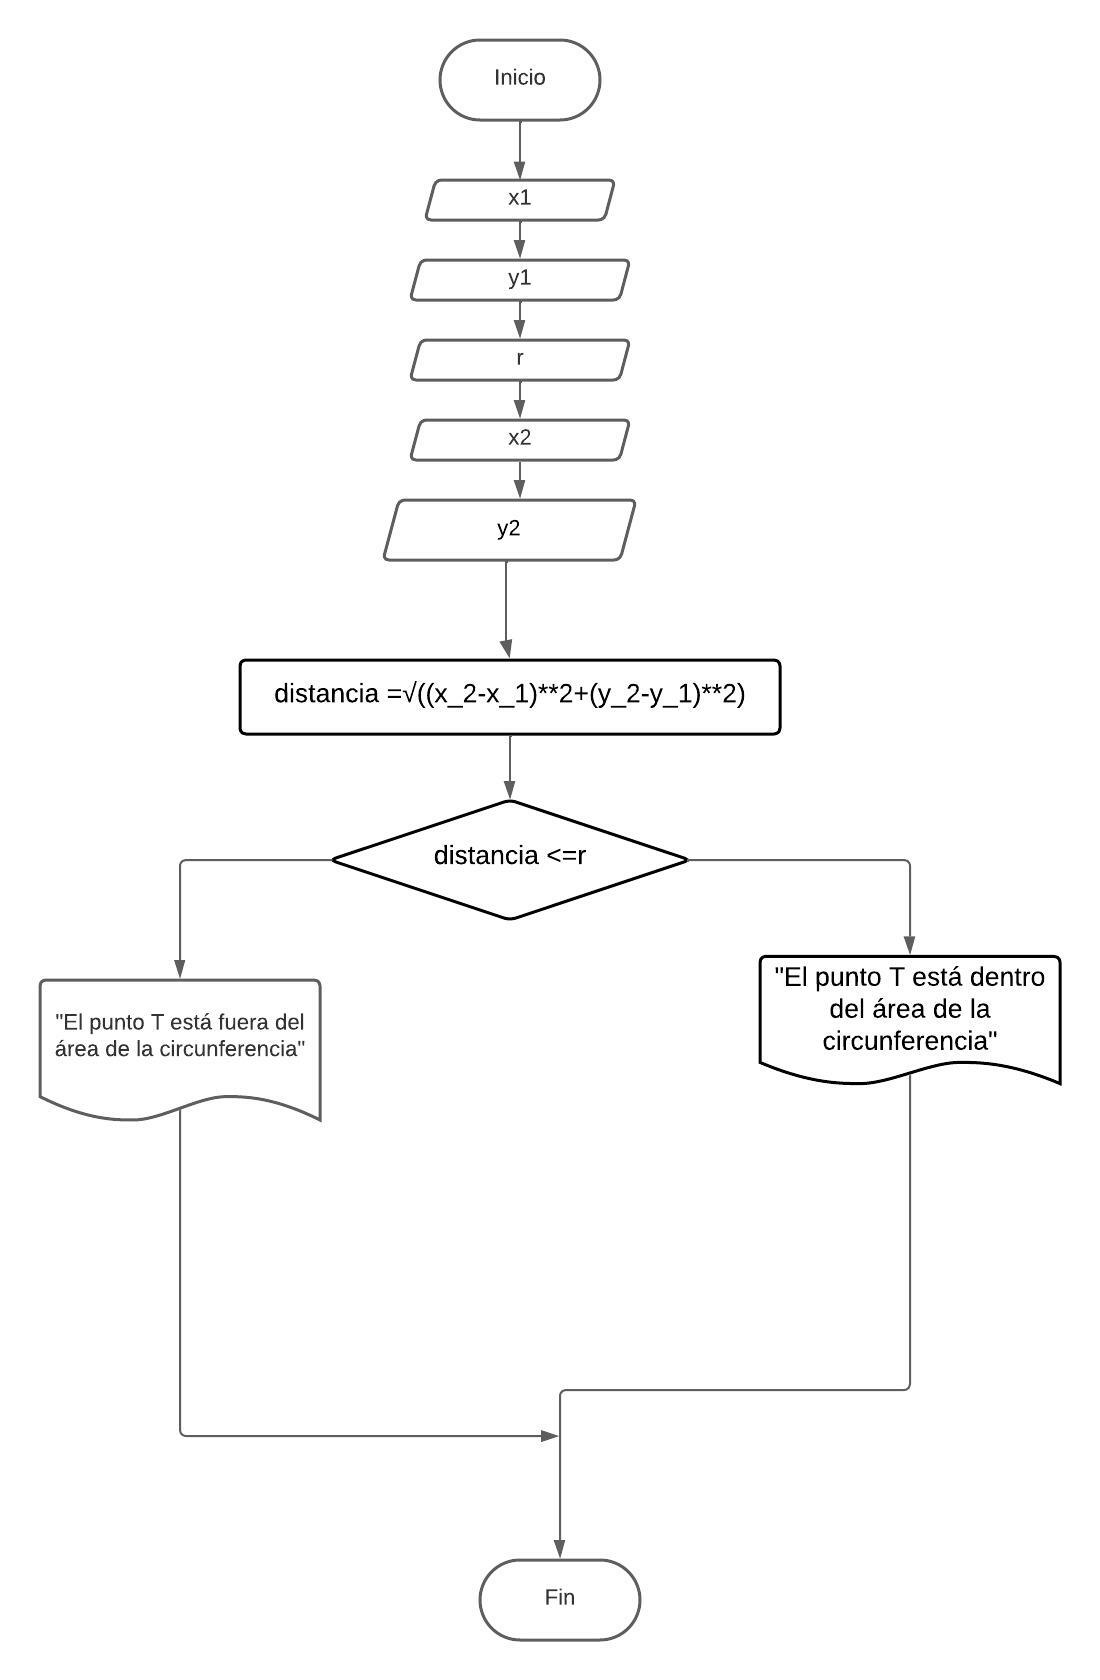 Inicio
x1
y1
r
x2
y2
distancia =√((x_2-x_1)**2+(y_2-y_1)**2)
distancia <=r
"El punto T está fuera del
área de la circunferencia"
"El punto T está dentro
del área de la
circunferencia"
Fin